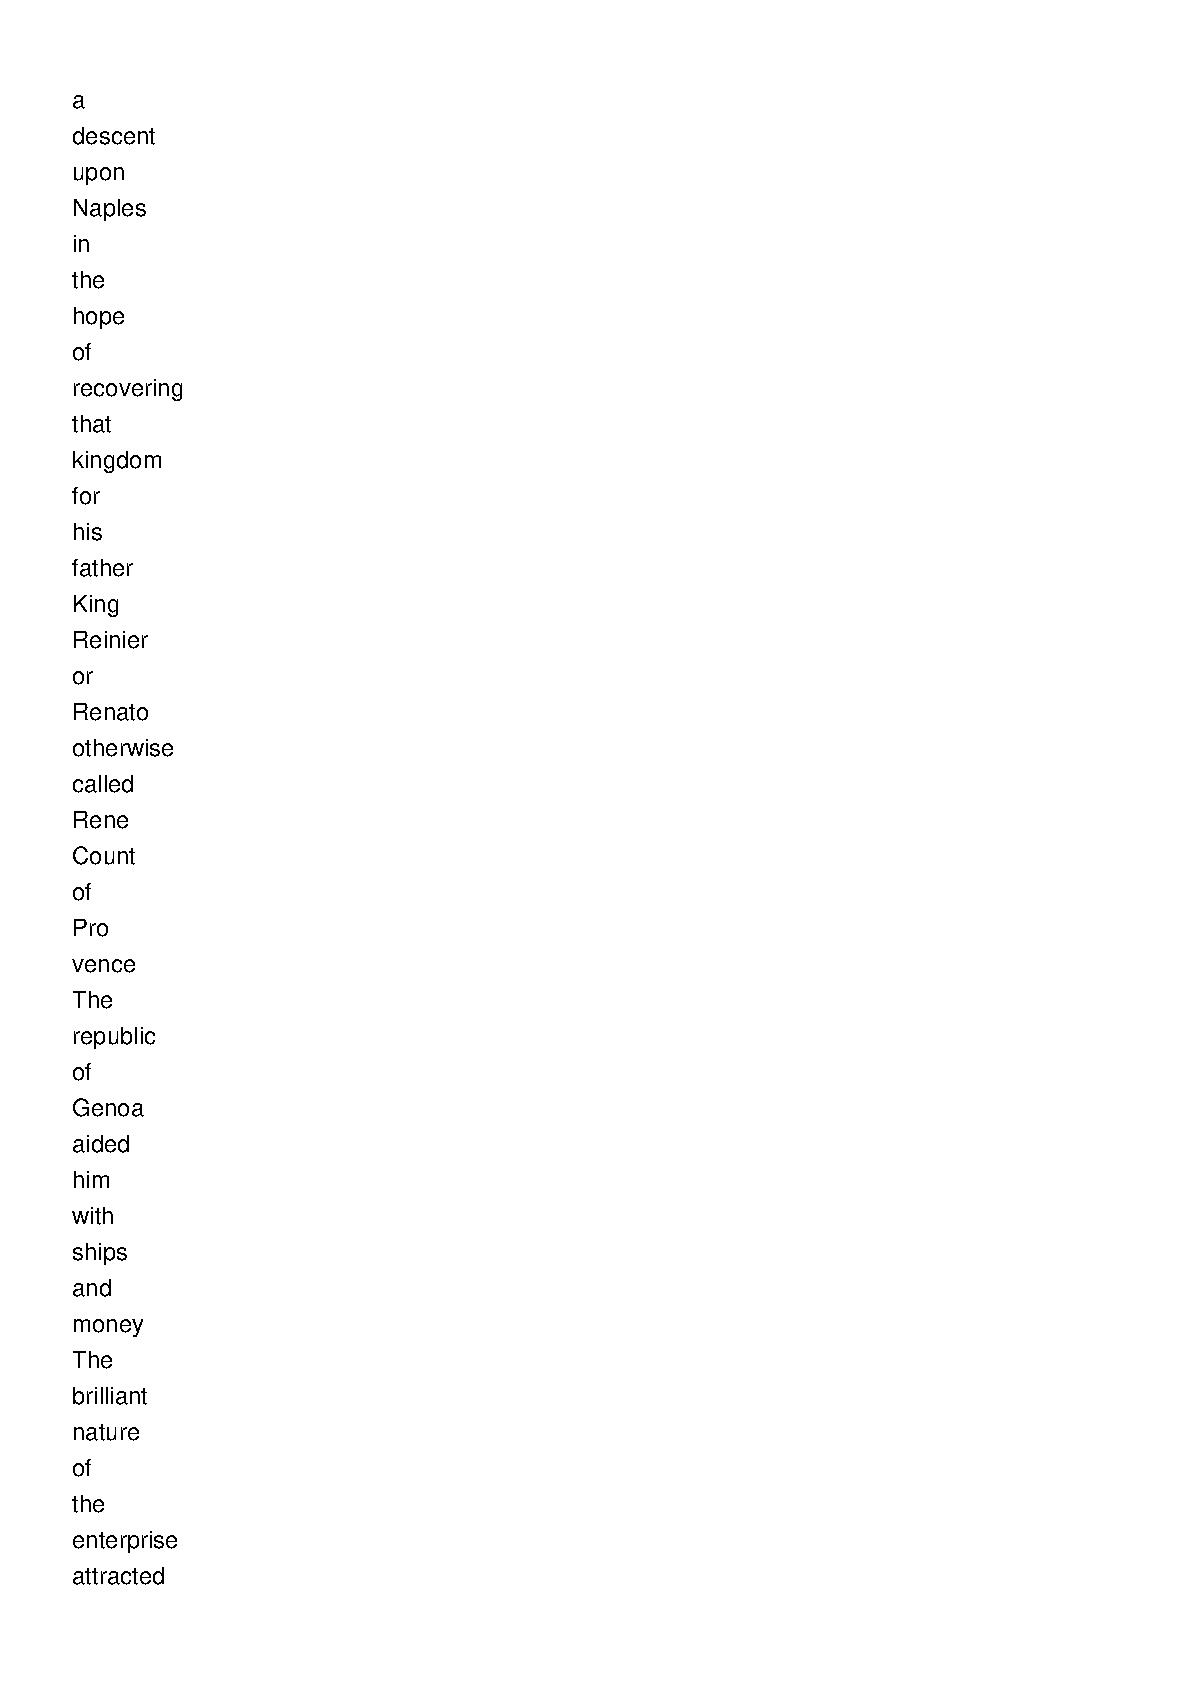 a
descent
upon
Naples
in
the
hope
of
recovering
that
kingdom
for
his
father
King
Reinier
or
Renato
otherwise
called
Rene
Count
of
Pro
vence
The
republic
of
Genoa
aided
him
with
ships
and
money
The
brilliant
nature
of
the
enterprise
attracted